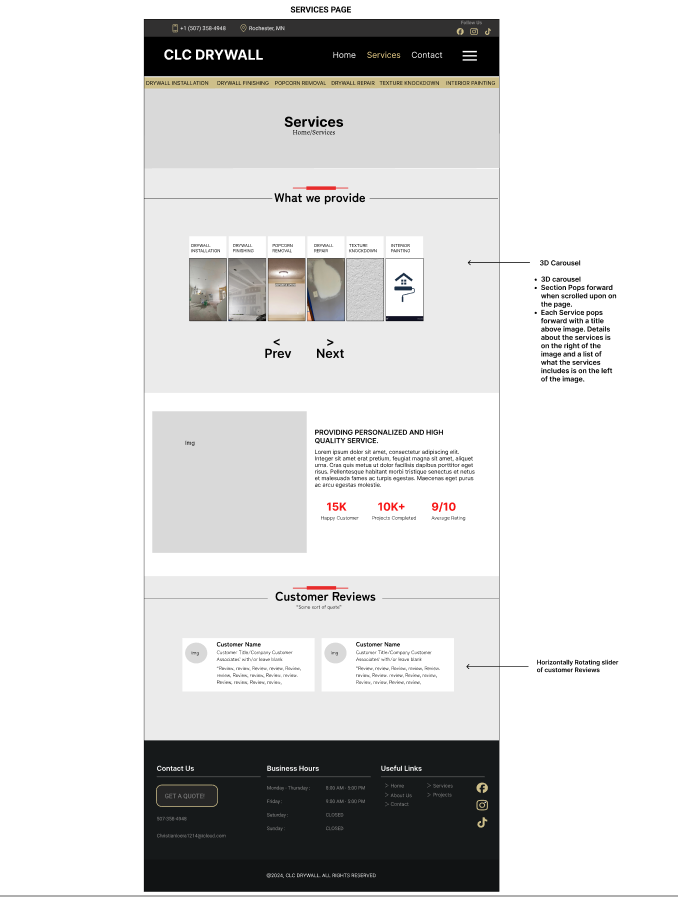 SERVICES PAGE
+1 (507) 358-4948
Rochester, MN
Follow Us
CLC DRYWALL
Home Services Contact
DRYWALL INSTALLATION DRYWALL FINISHING POPCORN REMOVAL DRYWALL REPAIR TEXTURE KNOCKDOWN INTERIOR PAINTING
Services
Home/Services
What we provide
DRYWALL INSTALLATION
DRYWALL FINISHING
POPCORN REMOVAL
DRYWALL REPAIR
TEXTURE KNOCKDOWN
INTERIOR PAINTING
< >
Prev Next
3D Carousel
• 3D carousel
• Section Pops forward
when scrolled upon on
the page.
• Each Service pops
forward with a title
above image. Details
about the services is
on the right of the
image and a list of
what the services
includes is on the left
of the image.
Img
PROVIDING PERSONALIZED AND HIGH
QUALITY SERVICE.
Lorem ipsum dolor sit amet, consectetur adipiscing elit.
Integer sit amet erat pretium, feugiat magna sit amet, aliquet
urna. Cras quis metus ut dolor facilisis dapibus porttitor eget
risus. Pellentesque habitant morbi tristique senectus et netus
et malesuada fames ac turpis egestas. Maecenas eget purus
ac arcu egestas molestie.
15K 10K+ 9/10
Happy Customer Projects Completed Average Rating
Customer Reviews
"Some sort of quote"
Img
Customer Name
Customer Title/Company Customer
Associates' with/or leave blank
"Review, review, Review, review, Review,
review, Review, review, Review, review,
Review, review, Review, review,
Img
Customer Name
Customer Title/Company Customer
Associates' with/or leave blank
"Review, review, Review, review, Review,
review, Review, review, Review, review,
Review, review, Review, review,
Horizontally Rotating slider
of customer Reviews
Contact Us
GET A QUOTE!
507-358-4948
Business Hours
Monday - Thursday: 8:00 AM - 5:00 PM
Friday: 9:00 AM - 5:00 PM
Saturday: CLOSED
Sunday: CLOSED
Useful Links
> Home > Services
> About Us > Projects
> Contact
©2024, CLC DRYWALL. ALL RIGHTS RESERVED